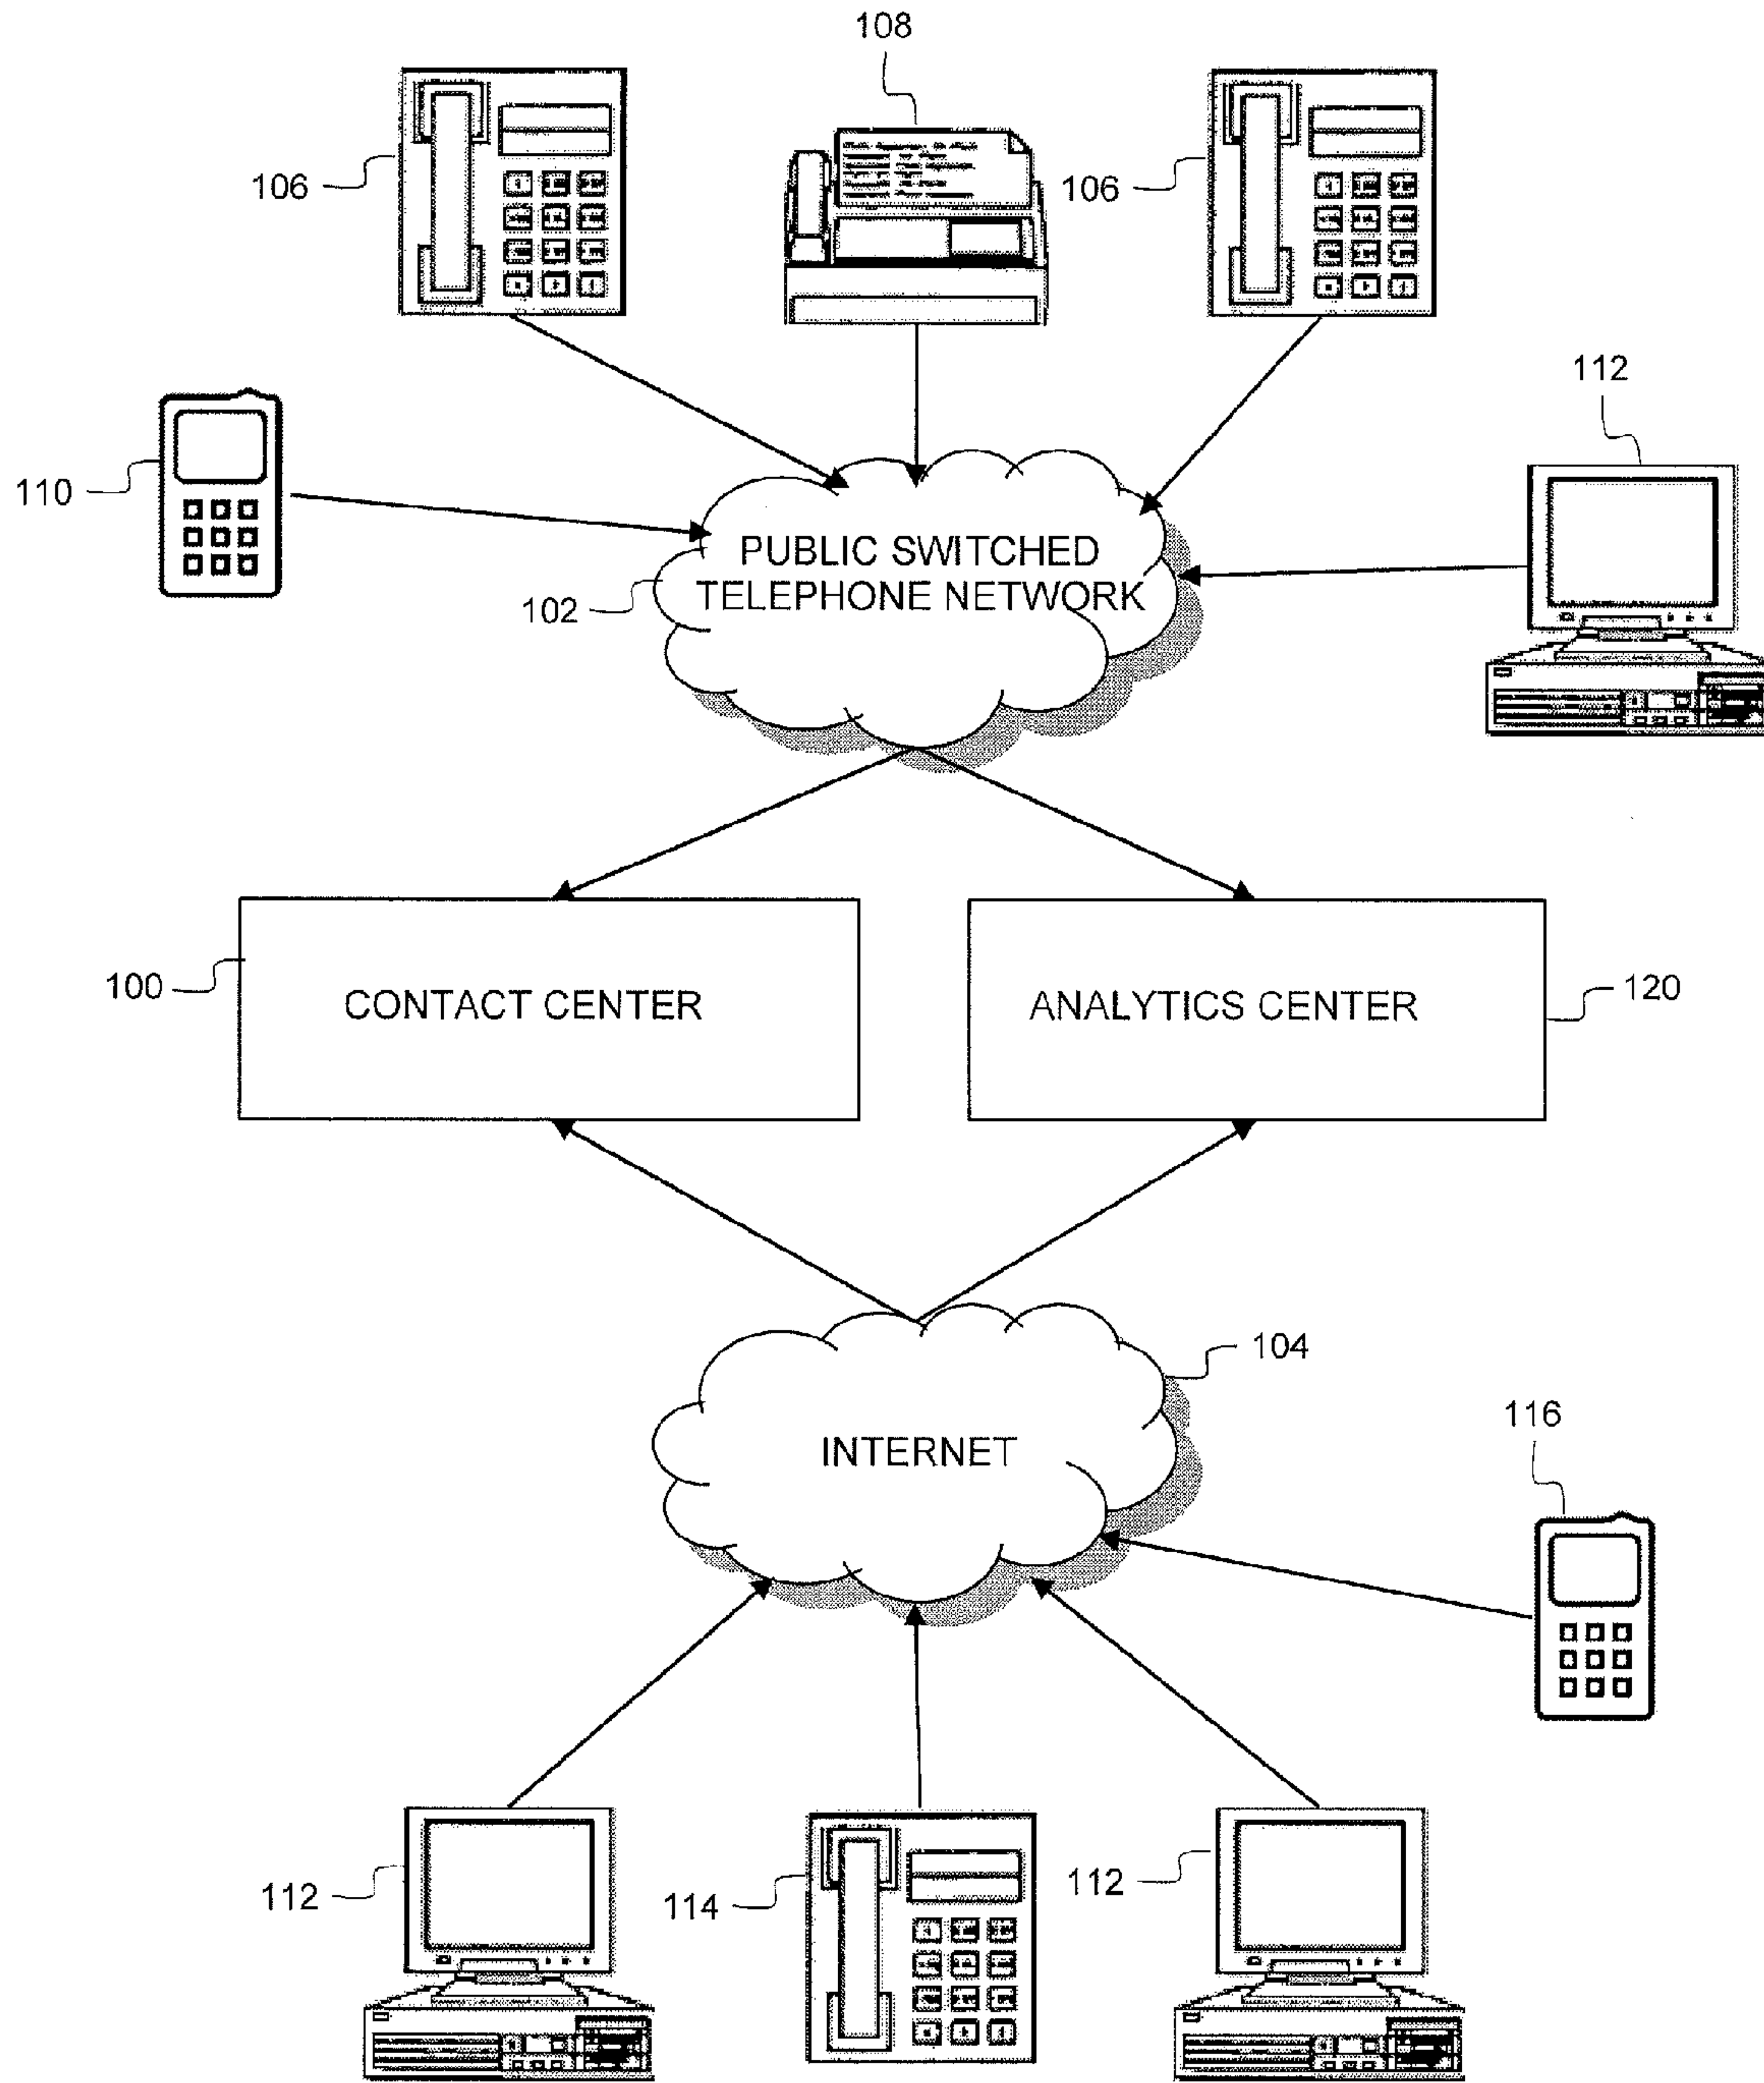 108
106
106
112
110
PUBLIC SWITCHED
TELEPHONE NETWORK
102
100
CONTACT CENTER
ANALYTICS CENTER
120
104
INTERNET
116
112
114
112